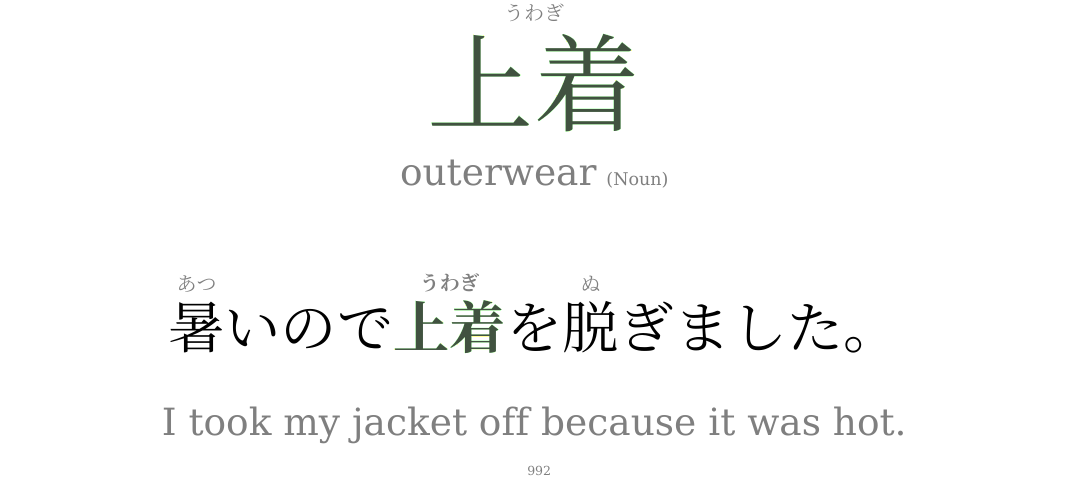 うわぎ
上着
outerwear (Noun)
あつ うわぎ ぬ
暑いので上着を脱ぎました。
I took my jacket off because it was hot.
992